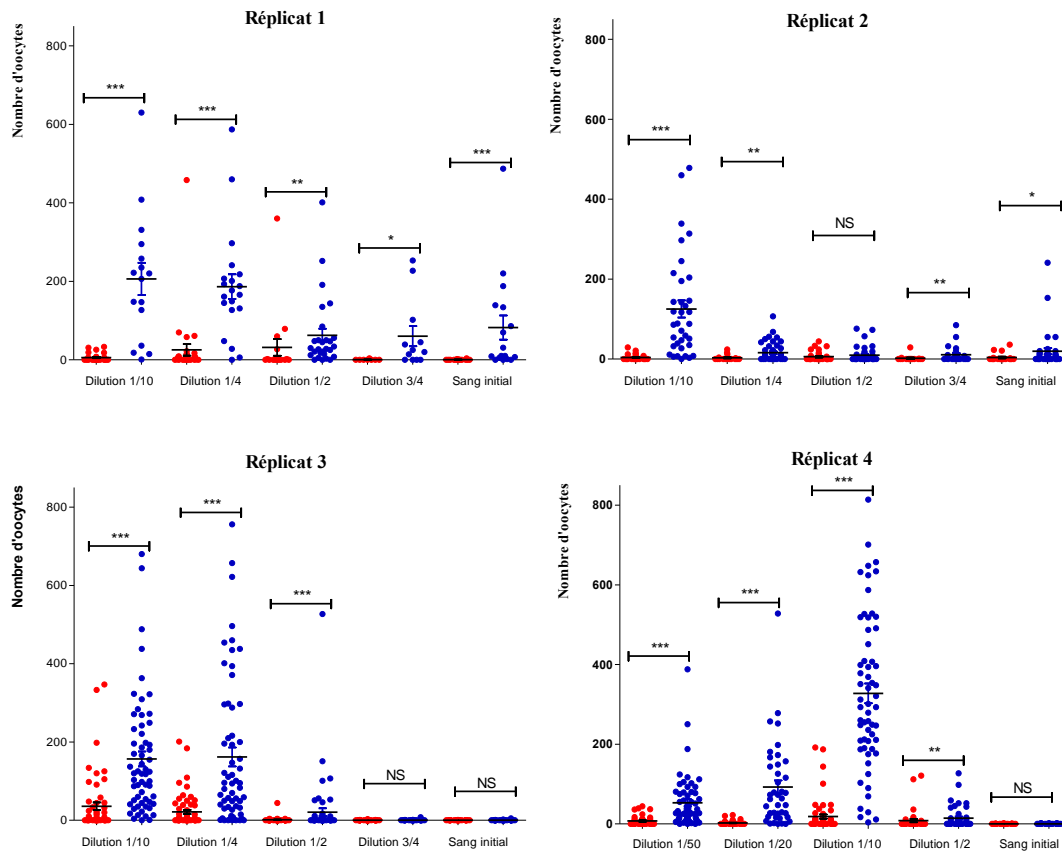 Réplicat 1
Nombre d'oocytes
800
600
400
200
0
***
***
**
*
***
Dilution 1/10 Dilution 1/4 Dilution 1/2 Dilution 3/4 Sang initial
Réplicat 2
Nombre d'oocytes
800
600
400
200
0
***
**
NS
**
*
Dilution 1/10 Dilution 1/4 Dilution 1/2 Dilution 3/4 Sang initial
Réplicat 3
Nombre d'oocytes
800
600
400
200
0
***
***
***
NS
NS
Dilution 1/10 Dilution 1/4 Dilution 1/2 Dilution 3/4 Sang initial
Réplicat 4
Nombre d'oocytes
800
600
400
200
0
***
***
***
**
NS
Dilution 1/50 Dilution 1/20 Dilution 1/10 Dilution 1/2 Sang initial